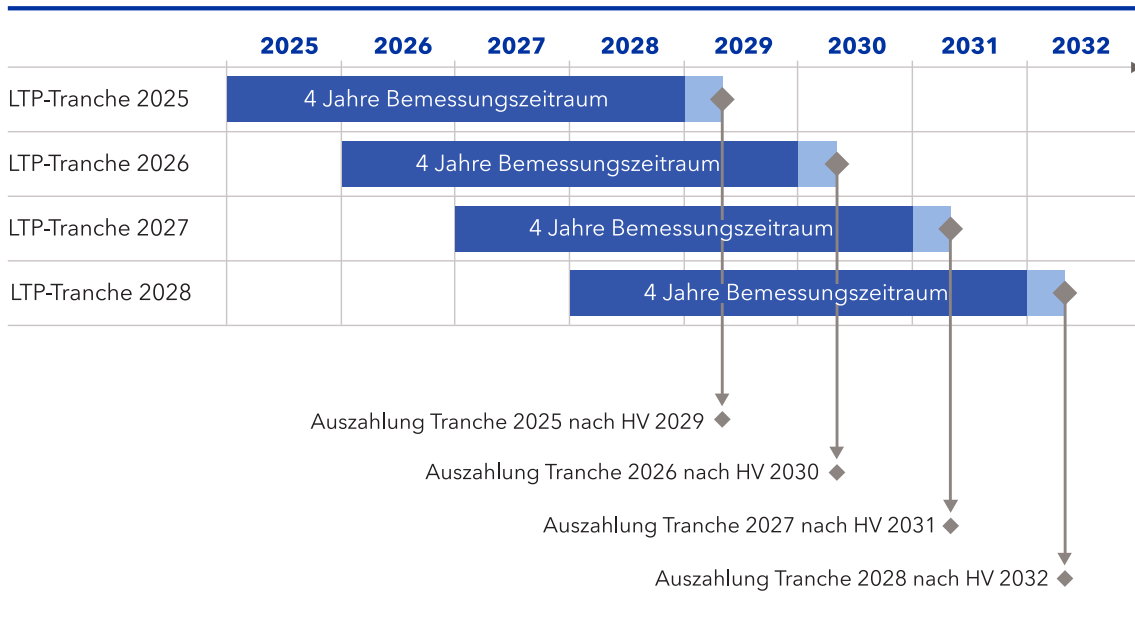 2025 2026 2027 2028 2029 2030 2031 2032
LTP-Tranche 2025 4 Jahre Bemessungszeitraum
LTP-Tranche 2026 4 Jahre Bemessungszeitraum
LTP-Tranche 2027 4 Jahre Bemessungszeitraum
LTP-Tranche 2028 4 Jahre Bemessungszeitraum
Auszahlung Tranche 2025 nach HV 2029
Auszahlung Tranche 2026 nach HV 2030
Auszahlung Tranche 2027 nach HV 2031
Auszahlung Tranche 2028 nach HV 2032